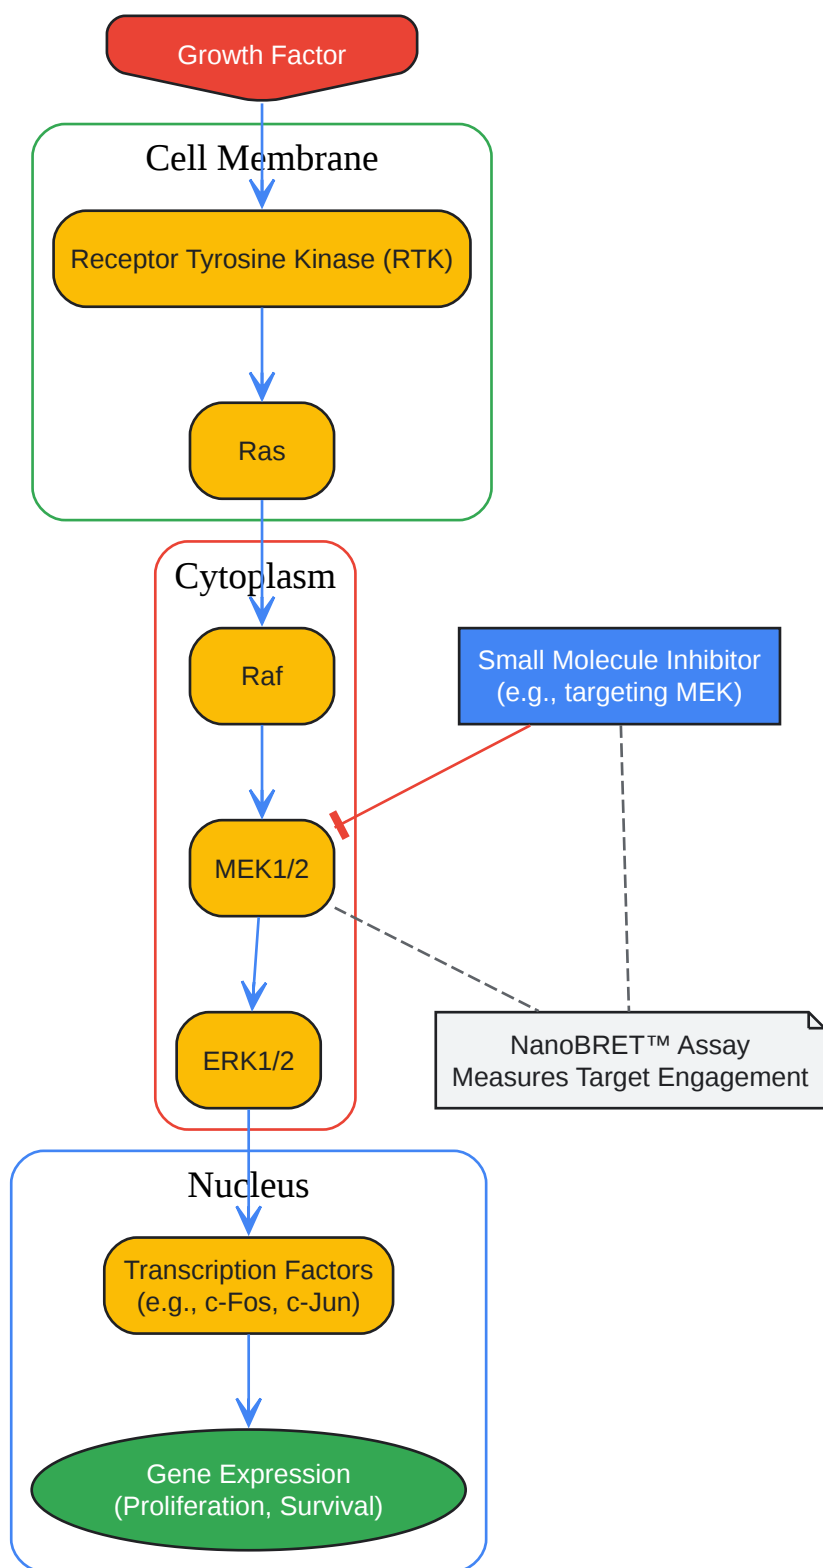 Growth Factor
Cell Membrane
Receptor Tyrosine Kinase (RTK)
Ras
Cytoplasm
Raf
Small Molecule Inhibitor
(e.g., targeting MEK)
MEK1/2
ERK1/2
NanoBRET™ Assay
Measures Target Engagement
Nucleus
Transcription Factors
(e.g., c-Fos, c-Jun)
Gene Expression
(Proliferation, Survival)